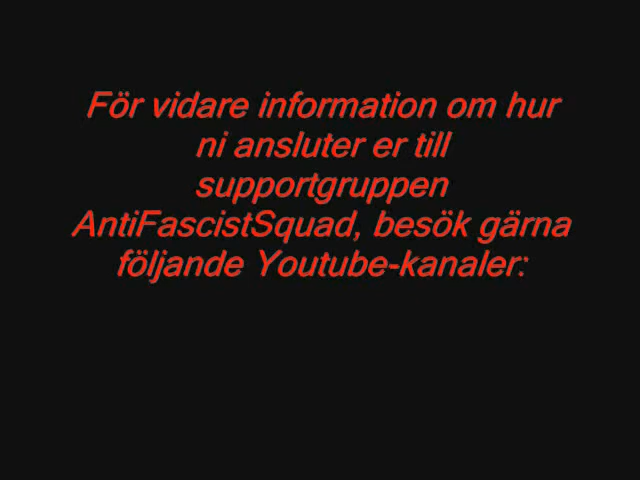 För vidare information om hur
ni ansluter er till
supportgruppen
AntiFascistSquad, besök gärna
följande Youtube-kanaler: